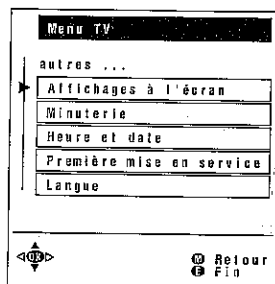 Menu TV
autres ...
Affichages à l'écran
Minuterie
Heure et date
Première mise en service
Langue
OK
M Retour
E Fin